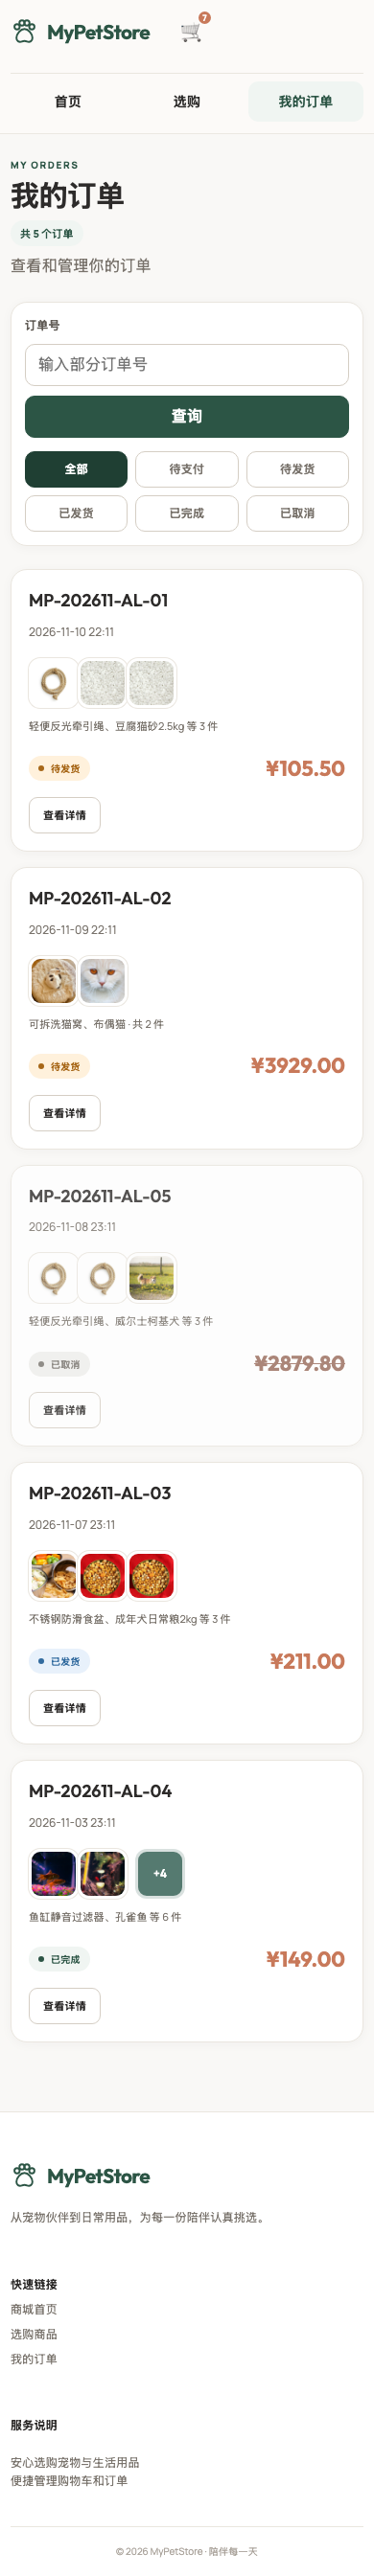 MyPetStore
7
首页
选购
我的订单
MY ORDERS
我的订单
共 5 个订单
查看和管理你的订单
订单号
输入部分订单号
查询
全部
待支付
待发货
已发货
已完成
已取消
MP-202611-AL-01
2026-11-10 22:11
轻便反光牵引绳、豆腐猫砂2.5kg 等 3 件
待发货
¥105.50
查看详情
MP-202611-AL-02
2026-11-09 22:11
可拆洗猫窝、布偶猫 · 共 2 件
待发货
¥3929.00
查看详情
MP-202611-AL-05
2026-11-08 23:11
轻便反光牵引绳、威尔士柯基犬 等 3 件
已取消
¥2879.80
查看详情
MP-202611-AL-03
2026-11-07 23:11
不锈钢防滑食盆、成年犬日常粮2kg 等 3 件
已发货
¥211.00
查看详情
MP-202611-AL-04
2026-11-03 23:11
+4
鱼缸静音过滤器、孔雀鱼 等 6 件
已完成
¥149.00
查看详情
MyPetStore
从宠物伙伴到日常用品，为每一份陪伴认真挑选。
快速链接
商城首页
选购商品
我的订单
服务说明
安心选购宠物与生活用品
便捷管理购物车和订单
© 2026 MyPetStore · 陪伴每一天